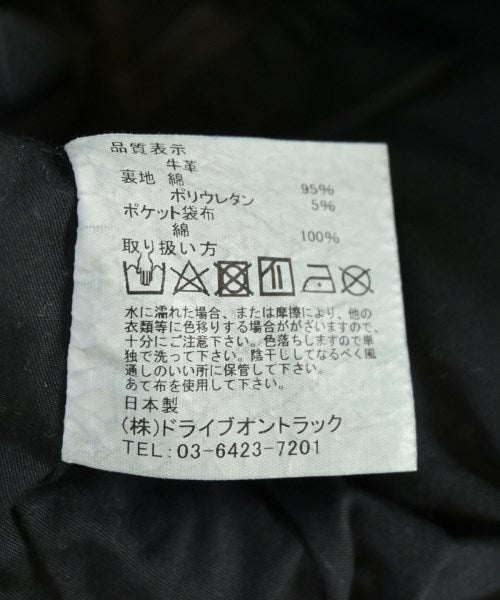 品質表示
牛革
裏地 綿 95%
ポリウレタン 5%
ポケット袋布
綿 100%
取り扱い方
水に濡れた場合、または摩擦により、他の
衣類等に色移りする場合ががざいますので、
十分にご注意下さい。色落ちしますので単
独で洗って下さい。陰干ししてなるべく風
通しのいい所に保管して下さい。
あて布を使用して下さい。
日本製
(株)ドライブオントラック
TEL: 03-6423-7201